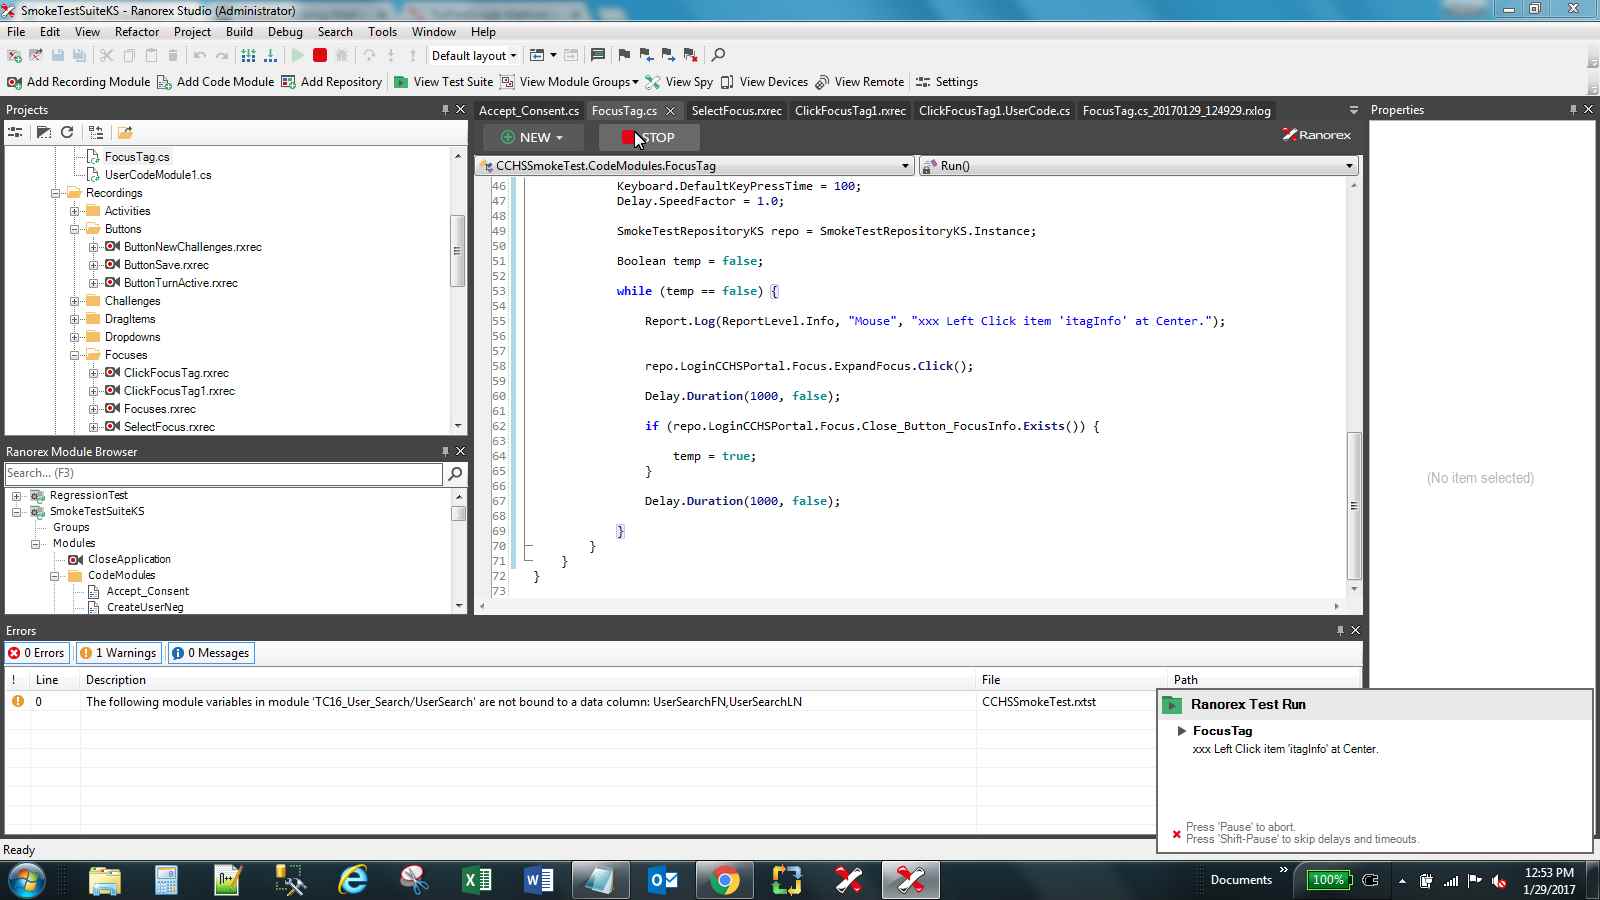 SmokeTestSuiteKS - Ranorex Studio (Administrator)
File Edit View Refactor Project Build Debug Search Tools Window Help
Default layout
Add Recording Module Add Code Module Add Repository View Test Suite View Module Groups View Spy View Devices View Remote Settings
Projects
FocusTag.cs
UserCodeModule1.cs
Recordings
Activities
Buttons
ButtonNewChallenges.rxrec
ButtonSave.rxrec
ButtonTurnActive.rxrec
Challenges
DragItems
Dropdowns
Focuses
ClickFocusTag.rxrec
ClickFocusTag1.rxrec
Focuses.rxrec
SelectFocus.rxrec
Ranorex Module Browser
Search... (F3)
RegressionTest
SmokeTestSuiteKS
Groups
Modules
CloseApplication
CodeModules
Accept_Consent
CreateUserNeg
Accept_Consent.cs FocusTag.cs SelectFocus.rxrec ClickFocusTag1.rxrec ClickFocusTag1.UserCode.cs FocusTag.cs_20170129_124929.rxlog
NEW STOP Ranorex
CCHSSmokeTest.CodeModules.FocusTag Run()
46 Keyboard.DefaultKeyPressTime = 100;
47 Delay.SpeedFactor = 1.0;
48
49 SmokeTestRepositoryKS repo = SmokeTestRepositoryKS.Instance;
50
51 Boolean temp = false;
52
53 while (temp == false) {
54
55 Report.Log(ReportLevel.Info, "Mouse", "xxx Left Click item 'itagInfo' at Center.");
56
57
58 repo.LoginCCHSPortal.Focus.ExpandFocus.Click();
59
60 Delay.Duration(1000, false);
61
62 if (repo.LoginCCHSPortal.Focus.Close_Button_FocusInfo.Exists()) {
63
64 temp = true;
65 }
66
67 Delay.Duration(1000, false);
68
69 }
70 }
71 }
72 }
73
Properties
(No item selected)
Errors
0 Errors 1 Warnings 0 Messages
! Line Description File Path
0 The following module variables in module 'TC16_User_Search/UserSearch' are not bound to a data column: UserSearchFN,UserSearchLN CCHSSmokeTest.rxtst
Ranorex Test Run
FocusTag
xxx Left Click item 'itagInfo' at Center.
Press 'Pause' to abort.
Press 'Shift-Pause' to skip delays and timeouts.
Ready
Documents » 100% 12:53 PM
1/29/2017